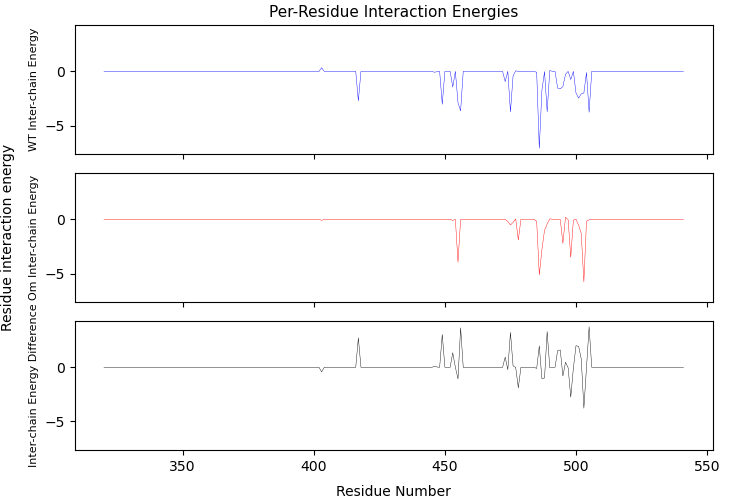 Per-Residue Interaction Energies
Residue interaction energy
WT Inter-chain Energy
0
−5
Om Inter-chain Energy
0
−5
Inter-chain Energy Difference
0
−5
350
400
450
500
550
Residue Number